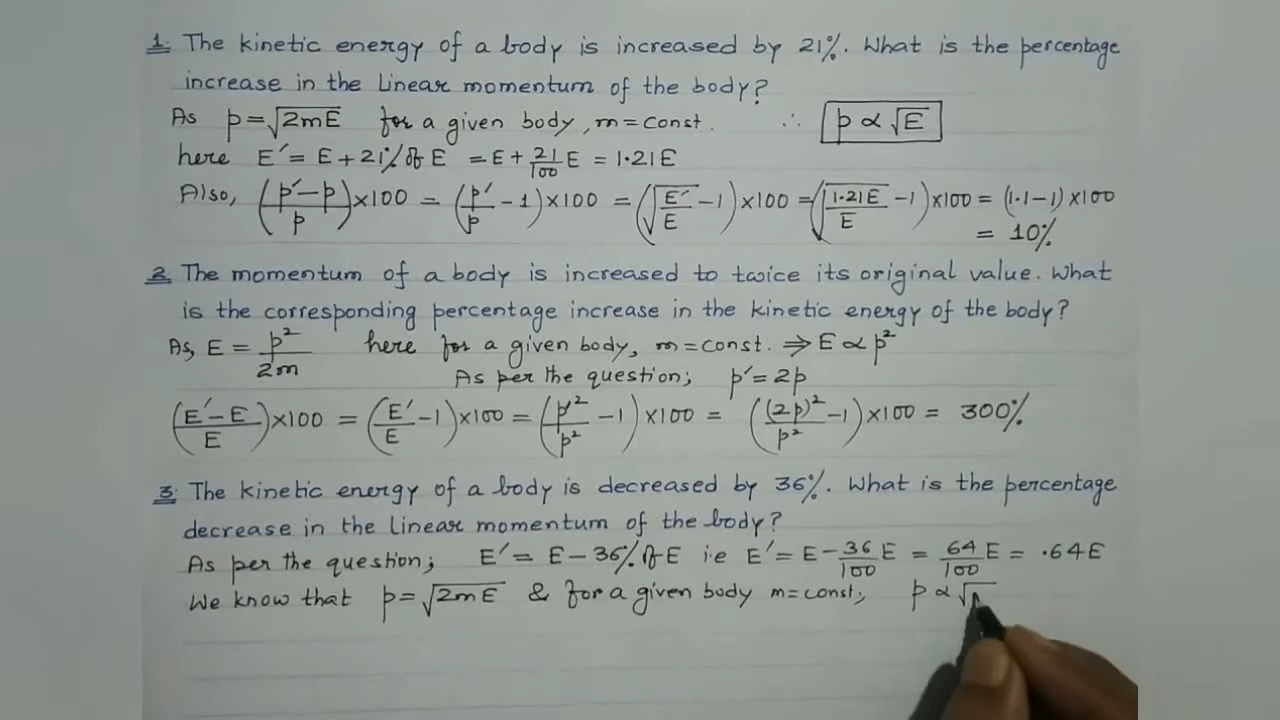 1. The kinetic energy of a body is increased by 21%. What is the percentage
increase in the linear momentum of the body?
As p = √2mE for a given body, m = const. ∴ p ∝ √E
here E′ = E + 21% of E = E + 21/100 E = 1.21E
Also, ((p′ − p)/p) × 100 = (p′/p − 1) × 100 = (√(E′/E) − 1) × 100 = (√(1.21E/E) − 1) × 100 = (1.1 − 1) × 100
= 10%
2. The momentum of a body is increased to twice its original value. What
is the corresponding percentage increase in the kinetic energy of the body?
As, E = p²/2m here for a given body, m = const. ⇒ E ∝ p²
As per the question; p′ = 2p
((E′ − E)/E) × 100 = (E′/E − 1) × 100 = (p′²/p² − 1) × 100 = ((2p)²/p² − 1) × 100 = 300%
3. The kinetic energy of a body is decreased by 36%. What is the percentage
decrease in the linear momentum of the body?
As per the question; E′ = E − 36% of E i.e E′ = E − 36/100 E = 64/100 E = .64E
We know that p = √2mE & for a given body m = const; p ∝ √